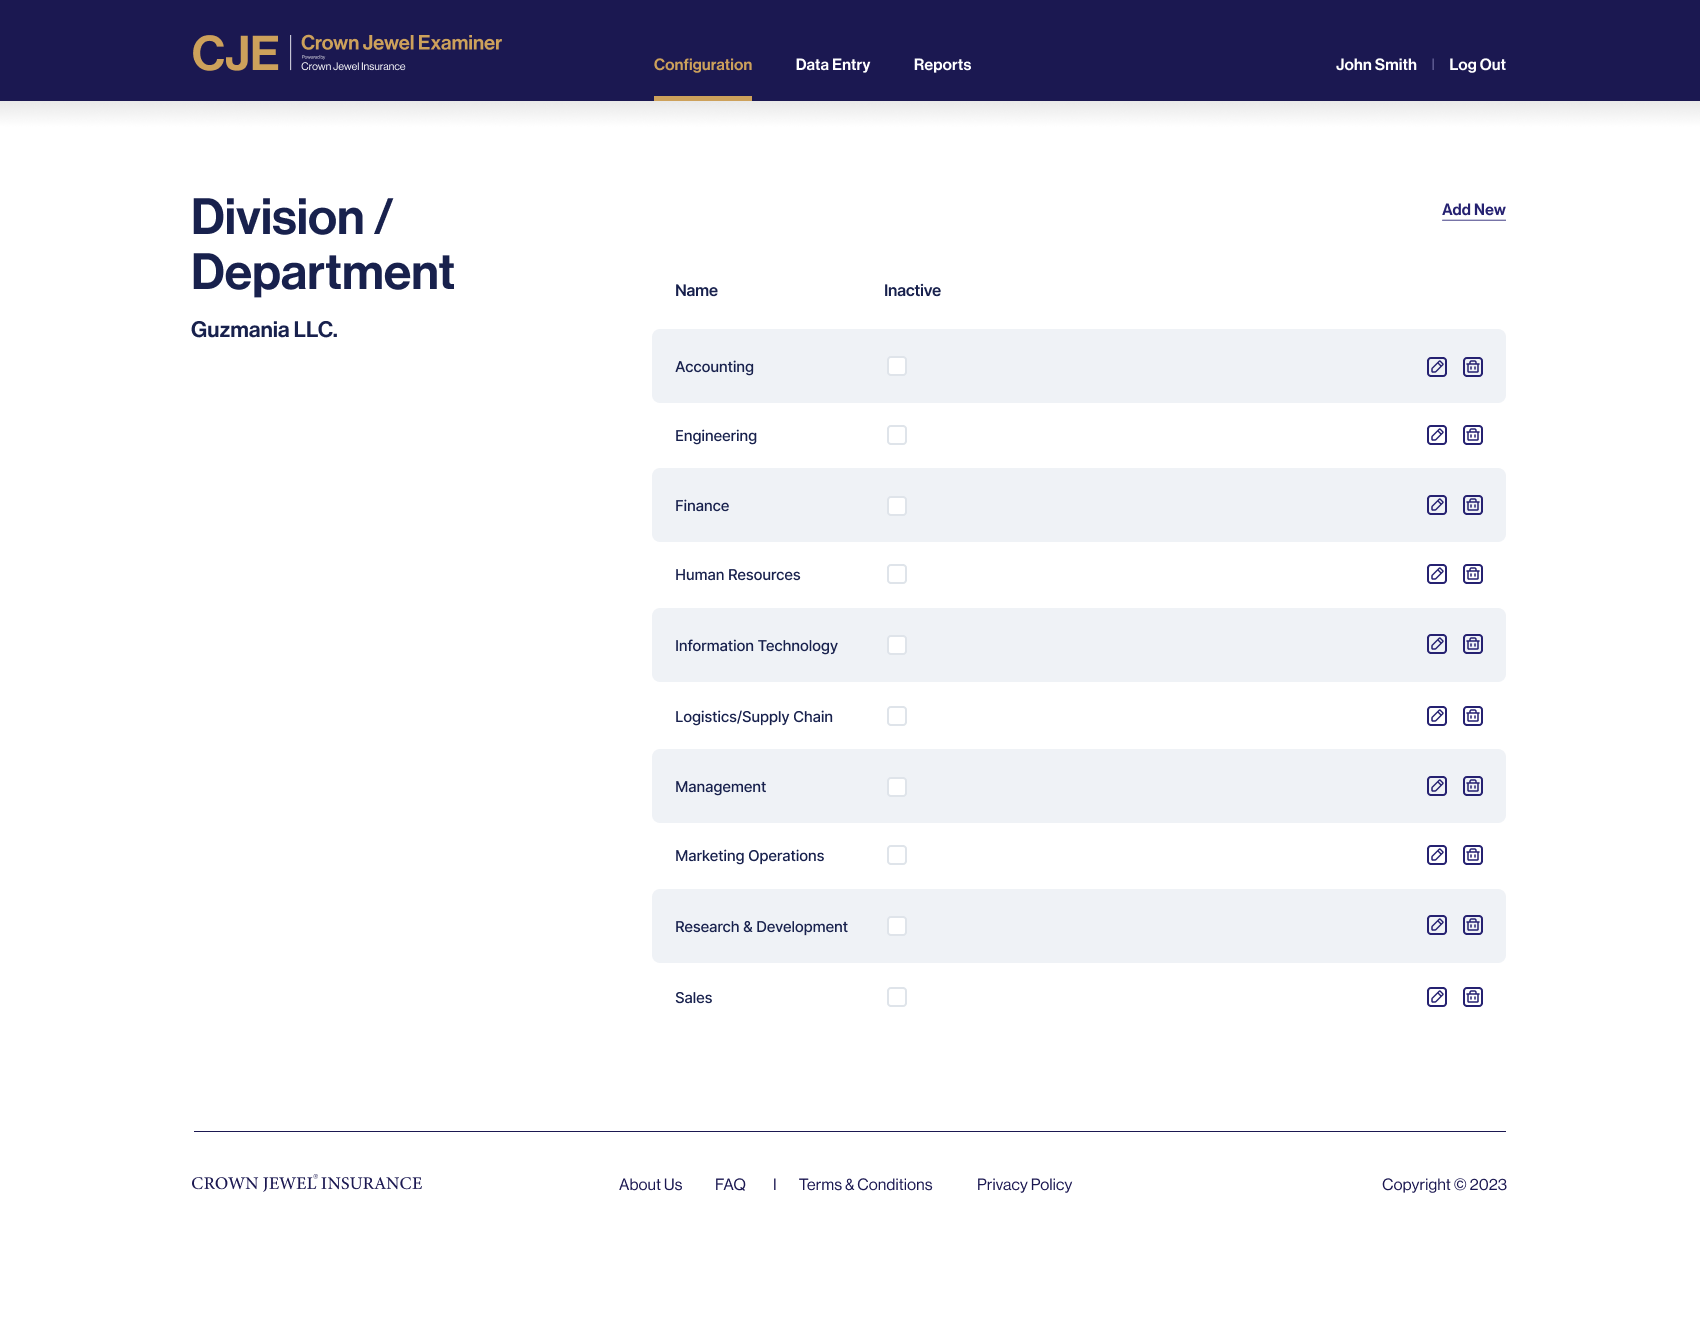 CJE
Crown Jewel Examiner
Powered by
Crown Jewel Insurance
Configuration
Data Entry
Reports
John Smith | Log Out
Division /
Department
Guzmania LLC.
Add New
Name
Inactive
Accounting
Engineering
Finance
Human Resources
Information Technology
Logistics/Supply Chain
Management
Marketing Operations
Research & Development
Sales
CROWN JEWEL® INSURANCE
About Us
FAQ
|
Terms & Conditions
Privacy Policy
Copyright © 2023